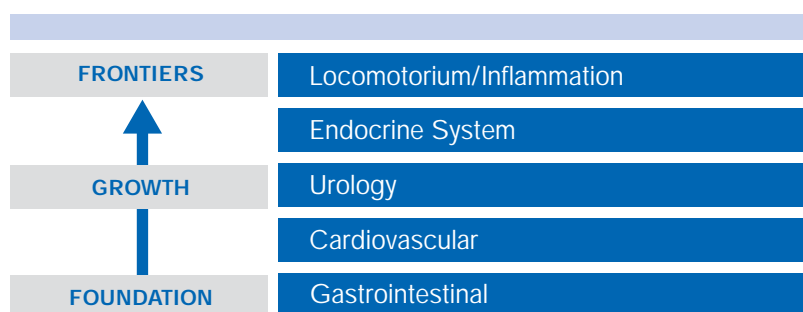 FRONTIERS
Locomotorium/Inflammation
Endocrine System
GROWTH
Urology
Cardiovascular
FOUNDATION
Gastrointestinal